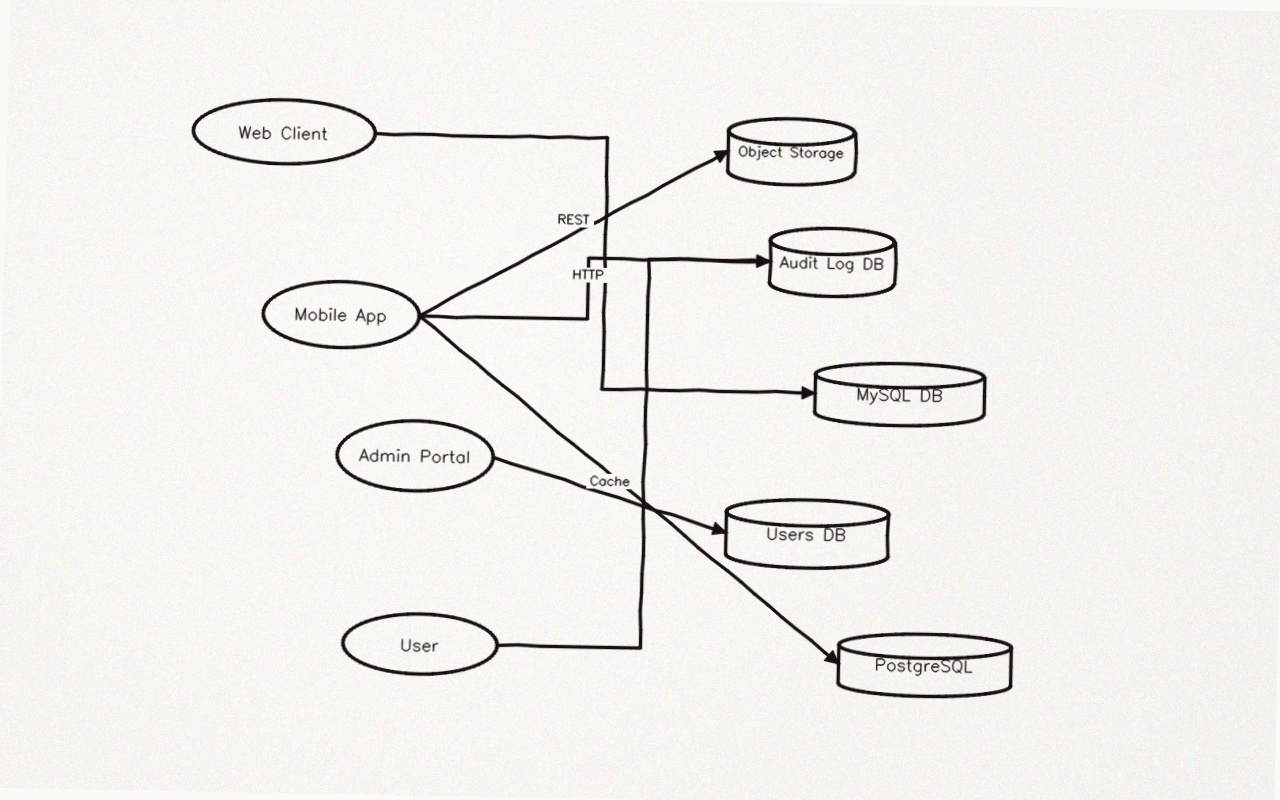 Web Client
Object Storage
REST
Audit Log DB
HTTP
Mobile App
MySQL DB
Admin Portal
Cache
Users DB
User
PostgreSQL